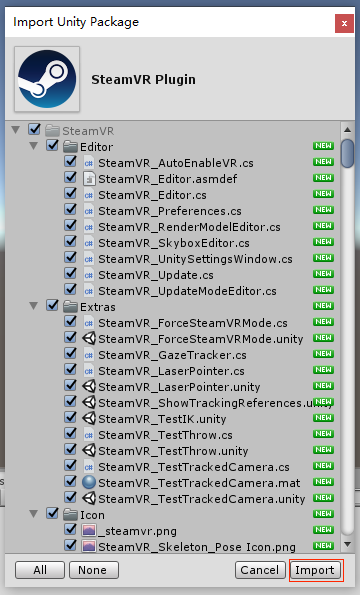 Import Unity Package
x
SteamVR Plugin
SteamVR
Editor NEW
SteamVR_AutoEnableVR.cs NEW
SteamVR_Editor.asmdef NEW
SteamVR_Editor.cs NEW
SteamVR_Preferences.cs NEW
SteamVR_RenderModelEditor.cs NEW
SteamVR_SkyboxEditor.cs NEW
SteamVR_UnitySettingsWindow.cs NEW
SteamVR_Update.cs NEW
SteamVR_UpdateModeEditor.cs NEW
Extras NEW
SteamVR_ForceSteamVRMode.cs NEW
SteamVR_ForceSteamVRMode.unity NEW
SteamVR_GazeTracker.cs NEW
SteamVR_LaserPointer.cs NEW
SteamVR_LaserPointer.unity NEW
SteamVR_ShowTrackingReferences.u NEW
SteamVR_TestIK.unity NEW
SteamVR_TestThrow.cs NEW
SteamVR_TestThrow.unity NEW
SteamVR_TestTrackedCamera.cs NEW
SteamVR_TestTrackedCamera.mat NEW
SteamVR_TestTrackedCamera.unity NEW
Icon NEW
_steamvr.png NEW
SteamVR_Skeleton_Pose Icon.png NEW
All None Cancel Import